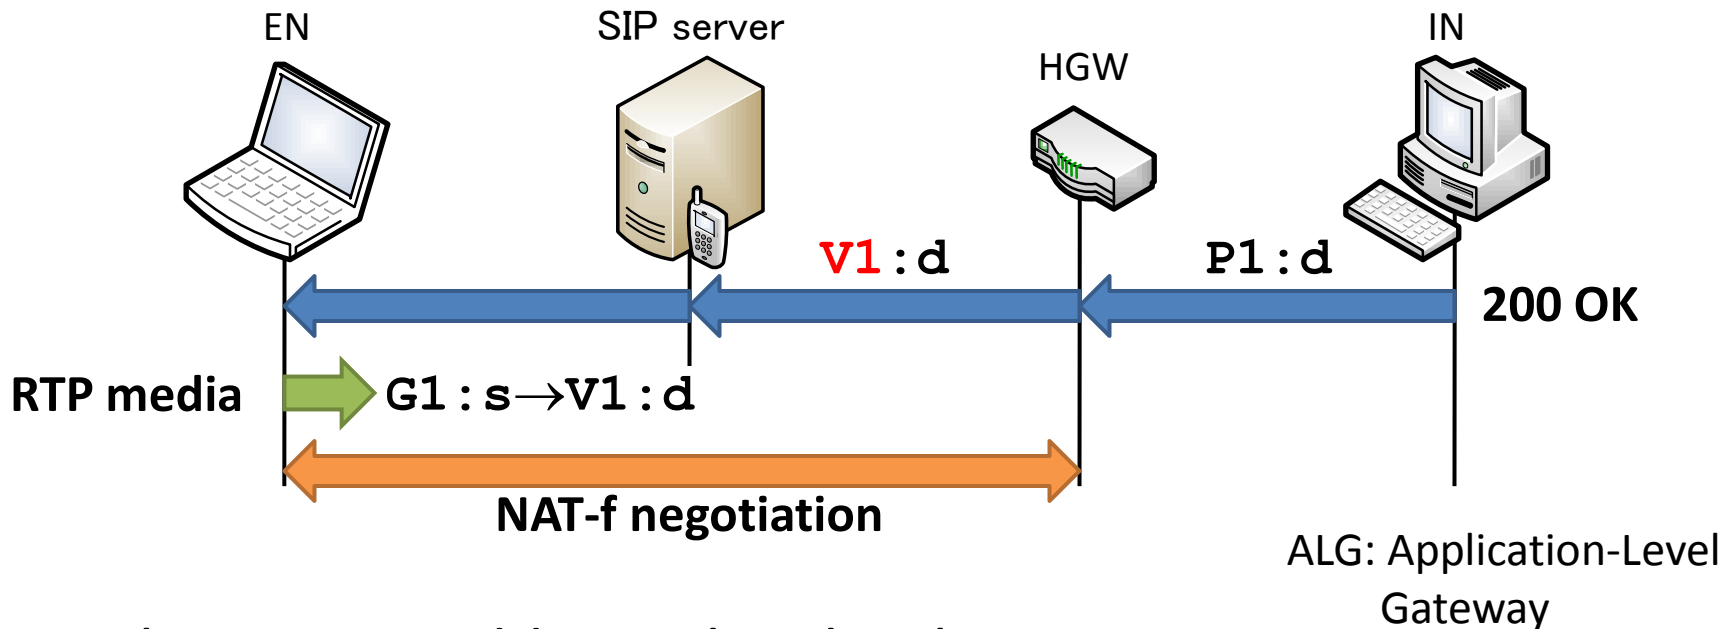 EN
SIP server
HGW
IN
V1:d
P1:d
200 OK
RTP media
G1:s→V1:d
NAT-f negotiation
ALG: Application-Level
Gateway